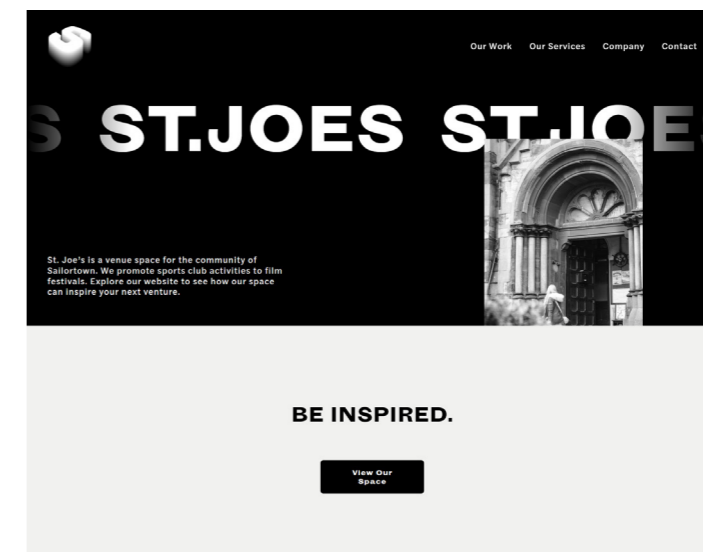 Our Work Our Services Company Contact
S ST.JOES ST.JOE
St. Joe's is a venue space for the community of
Sailortown. We promote sports club activities to film
festivals. Explore our website to see how our space
can inspire your next venture.
BE INSPIRED.
View Our
Space